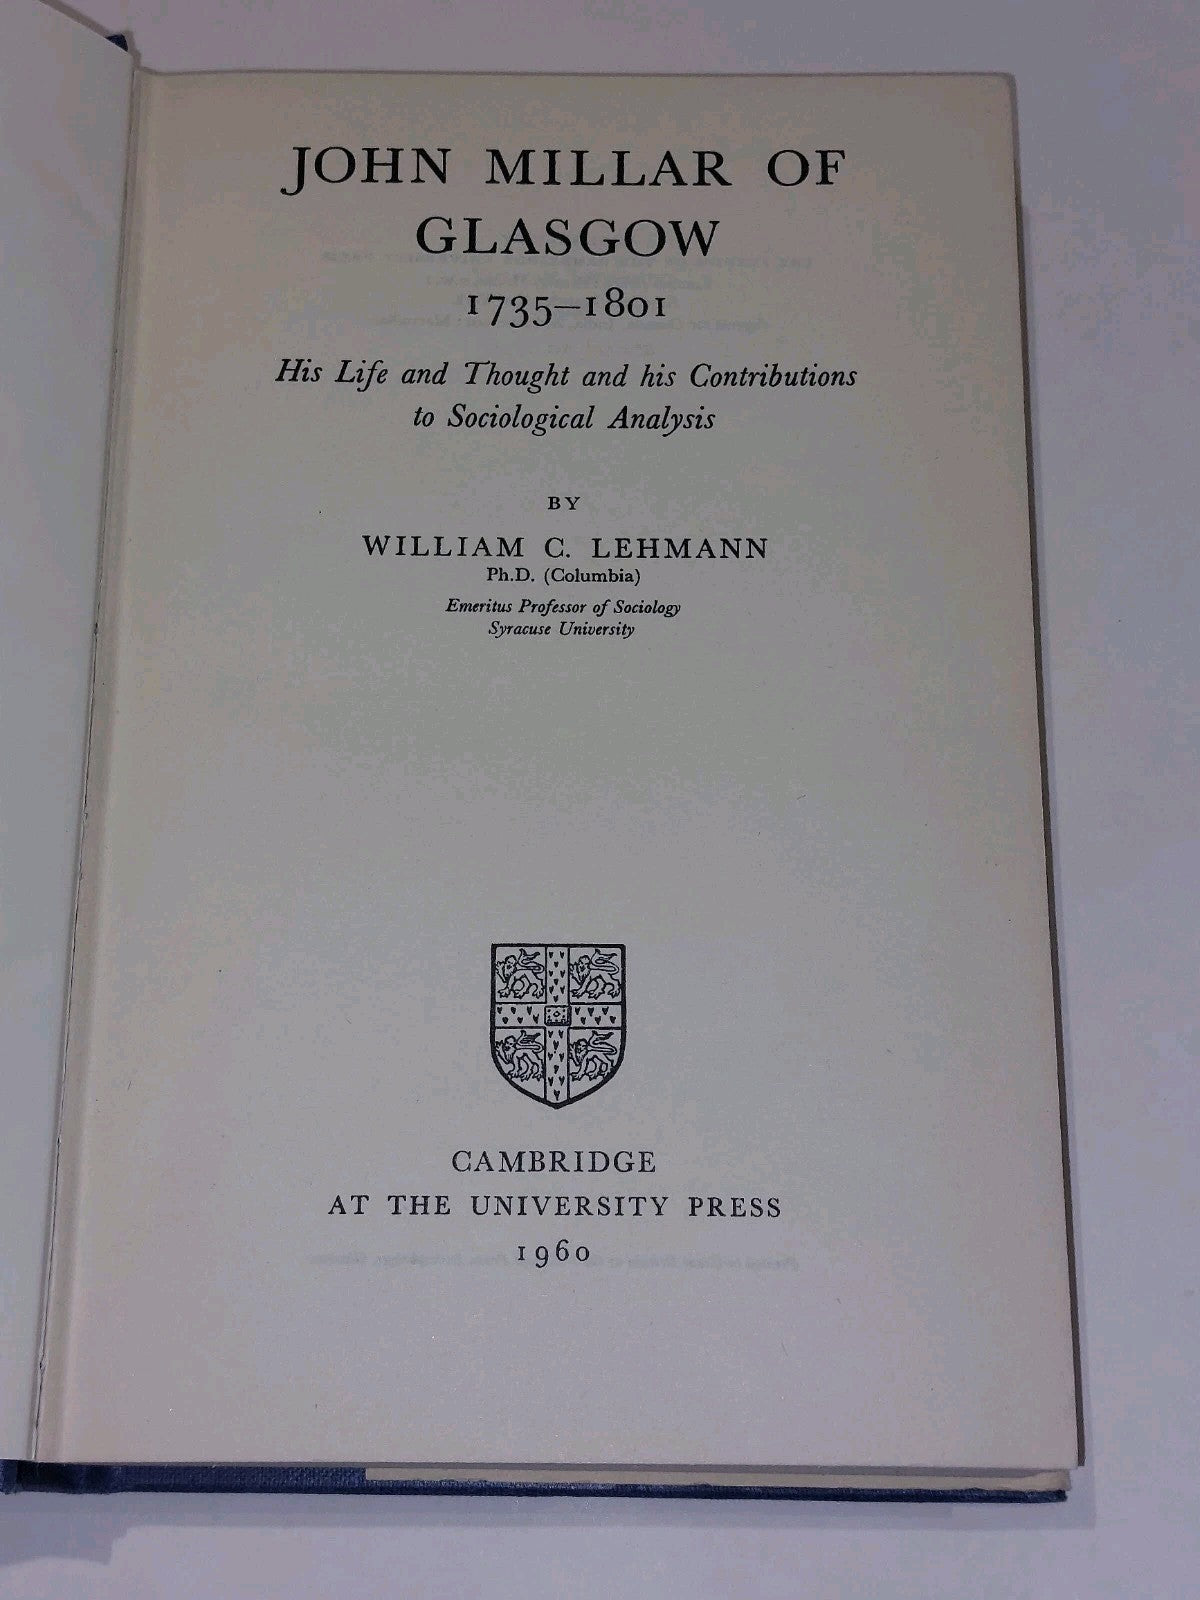 JOHN MILLAR OF
GLASGOW
1735–1801
His Life and Thought and his Contributions
to Sociological Analysis
BY
WILLIAM C. LEHMANN
Ph.D. (Columbia)
Emeritus Professor of Sociology
Syracuse University
CAMBRIDGE
AT THE UNIVERSITY PRESS
1960